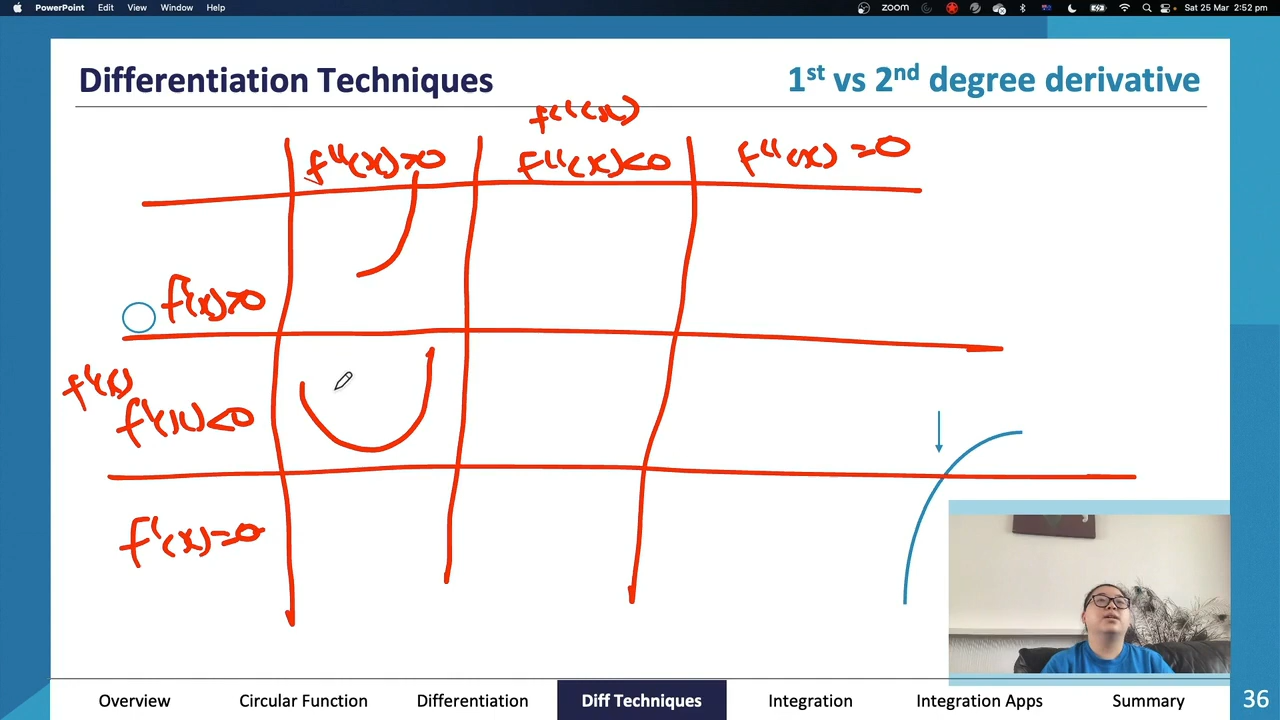 PowerPoint Edit View Window Help zoom Sat 25 Mar 2:52 pm
Differentiation Techniques
1st vs 2nd degree derivative
f''(x)
f''(x)>0 f''(x)<0 f''(x) = 0
f'(x)>0
f'(x)
f'(x)<0
f'(x)=0
Overview Circular Function Differentiation Diff Techniques Integration Integration Apps Summary 36